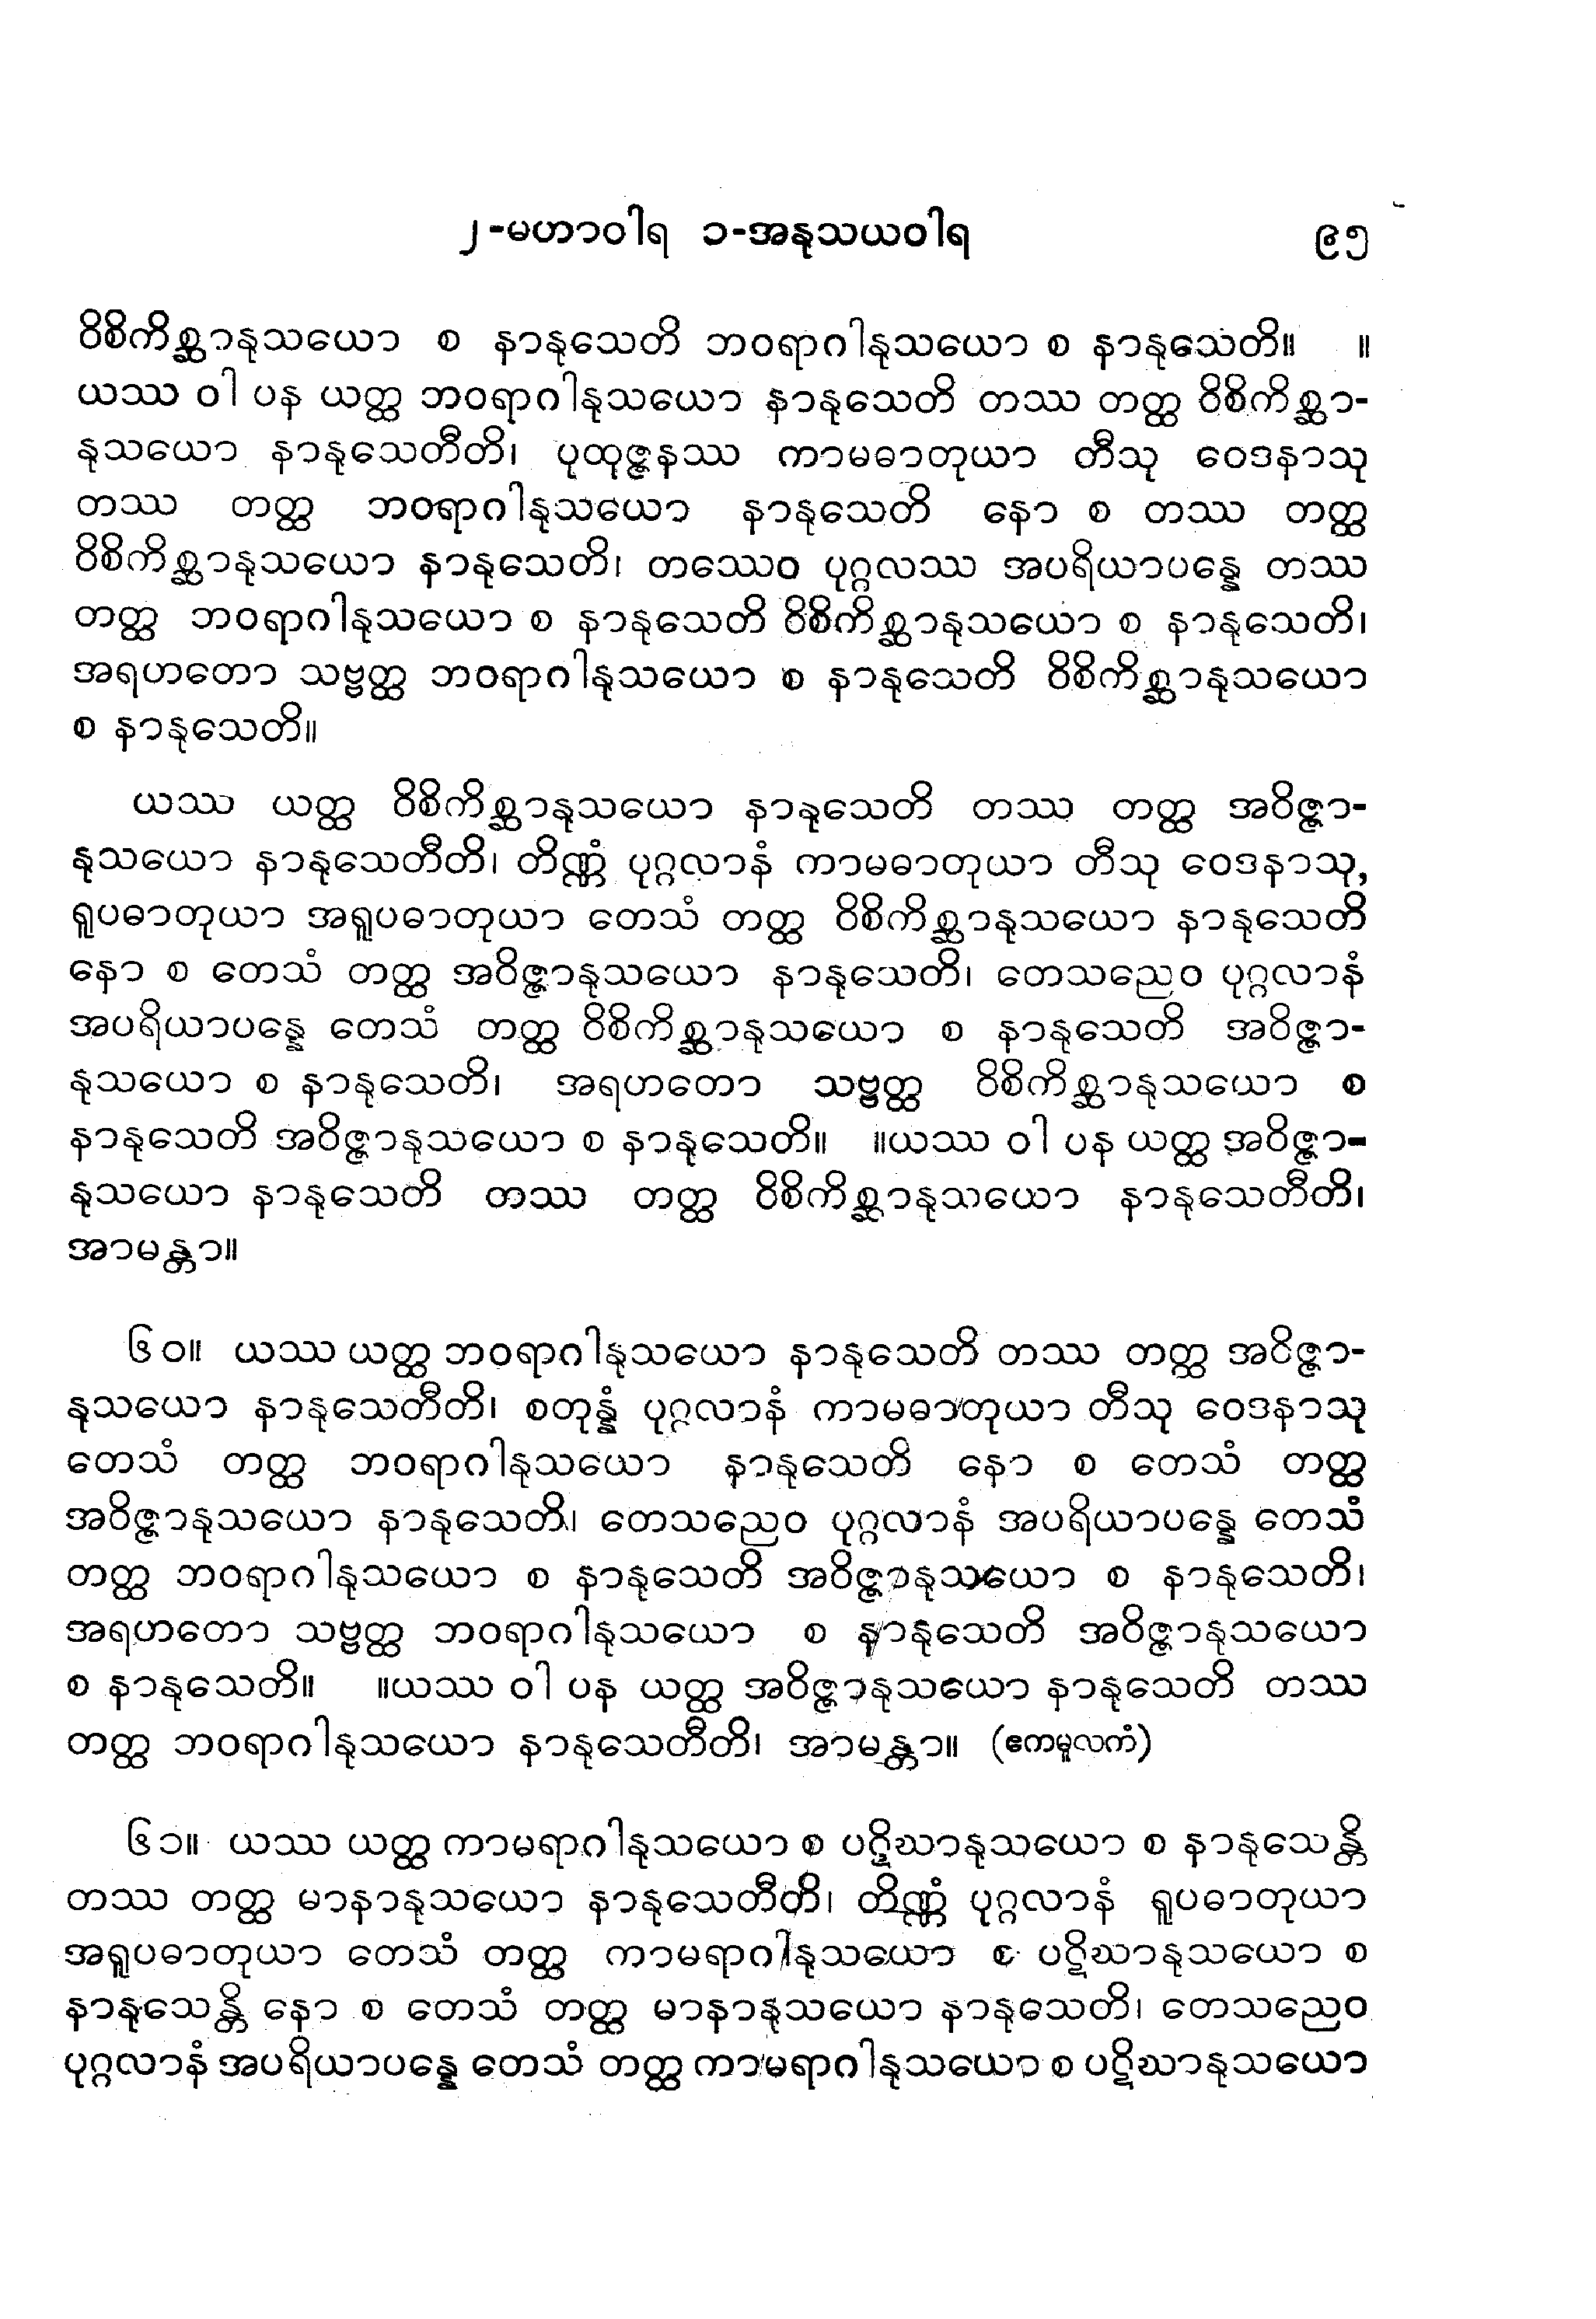 ၂-မဟာဝါရ ၁-အနုသယဝါရ ၉၅
ဝိစိကိစ္ဆာနုသယော စ နာနုသေတိ ဘဝရာဂါနုသယော စ နာနုသေတိ။ ။
ယဿ ဝါ ပန ယတ္ထ ဘဝရာဂါနုသယော နာနုသေတိ တဿ တတ္ထ ဝိစိကိစ္ဆာ-
နုသယော နာနုသေတီတိ၊ ပုထုဇ္ဇနဿ ကာမဓာတုယာ တီသု ဝေဒနာသု
တဿ တတ္ထ ဘဝရာဂါနုသယော နာနုသေတိ နော စ တဿ တတ္ထ
ဝိစိကိစ္ဆာနုသယော နာနုသေတိ၊ တဿေဝ ပုဂ္ဂလဿ အပရိယာပန္နေ တဿ
တတ္ထ ဘဝရာဂါနုသယော စ နာနုသေတိ ဝိစိကိစ္ဆာနုသယော စ နာနုသေတိ၊
အရဟတော သဗ္ဗတ္ထ ဘဝရာဂါနုသယော စ နာနုသေတိ ဝိစိကိစ္ဆာနုသယော
စ နာနုသေတိ။
ယဿ ယတ္ထ ဝိစိကိစ္ဆာနုသယော နာနုသေတိ တဿ တတ္ထ အဝိဇ္ဇာ-
နုသယော နာနုသေတီတိ၊ တိဏ္ဏံ ပုဂ္ဂလာနံ ကာမဓာတုယာ တီသု ဝေဒနာသု,
ရူပဓာတုယာ အရူပဓာတုယာ တေသံ တတ္ထ ဝိစိကိစ္ဆာနုသယော နာနုသေတိ
နော စ တေသံ တတ္ထ အဝိဇ္ဇာနုသယော နာနုသေတိ၊ တေသညေဝ ပုဂ္ဂလာနံ
အပရိယာပန္နေ တေသံ တတ္ထ ဝိစိကိစ္ဆာနုသယော စ နာနုသေတိ အဝိဇ္ဇာ-
နုသယော စ နာနုသေတိ၊ အရဟတော သဗ္ဗတ္ထ ဝိစိကိစ္ဆာနုသယော စ
နာနုသေတိ အဝိဇ္ဇာနုသယော စ နာနုသေတိ။ ။ယဿ ဝါ ပန ယတ္ထ အဝိဇ္ဇာ-
နုသယော နာနုသေတိ တဿ တတ္ထ ဝိစိကိစ္ဆာနုသယော နာနုသေတီတိ၊
အာမန္တာ။
၆၀။ ယဿ ယတ္ထ ဘဝရာဂါနုသယော နာနုသေတိ တဿ တတ္ထ အဝိဇ္ဇာ-
နုသယော နာနုသေတီတိ၊ စတုန္နံ ပုဂ္ဂလာနံ ကာမဓာတုယာ တီသု ဝေဒနာသု
တေသံ တတ္ထ ဘဝရာဂါနုသယော နာနုသေတိ နော စ တေသံ တတ္ထ
အဝိဇ္ဇာနုသယော နာနုသေတိ၊ တေသညေဝ ပုဂ္ဂလာနံ အပရိယာပန္နေ တေသံ
တတ္ထ ဘဝရာဂါနုသယော စ နာနုသေတိ အဝိဇ္ဇာနုသယော စ နာနုသေတိ၊
အရဟတော သဗ္ဗတ္ထ ဘဝရာဂါနုသယော စ နာနုသေတိ အဝိဇ္ဇာနုသယော
စ နာနုသေတိ။ ။ယဿ ဝါ ပန ယတ္ထ အဝိဇ္ဇာနုသယော နာနုသေတိ တဿ
တတ္ထ ဘဝရာဂါနုသယော နာနုသေတီတိ၊ အာမန္တာ။ (ဧကမူလကံ)
၆၁။ ယဿ ယတ္ထ ကာမရာဂါနုသယော စ ပဋိဃာနုသယော စ နာနုသေန္တိ
တဿ တတ္ထ မာနာနုသယော နာနုသေတီတိ၊ တိဏ္ဏံ ပုဂ္ဂလာနံ ရူပဓာတုယာ
အရူပဓာတုယာ တေသံ တတ္ထ ကာမရာဂါနုသယော စ ပဋိဃာနုသယော စ
နာနုသေန္တိ နော စ တေသံ တတ္ထ မာနာနုသယော နာနုသေတိ၊ တေသညေဝ
ပုဂ္ဂလာနံ အပရိယာပန္နေ တေသံ တတ္ထ ကာမရာဂါနုသယော စ ပဋိဃာနုသယော